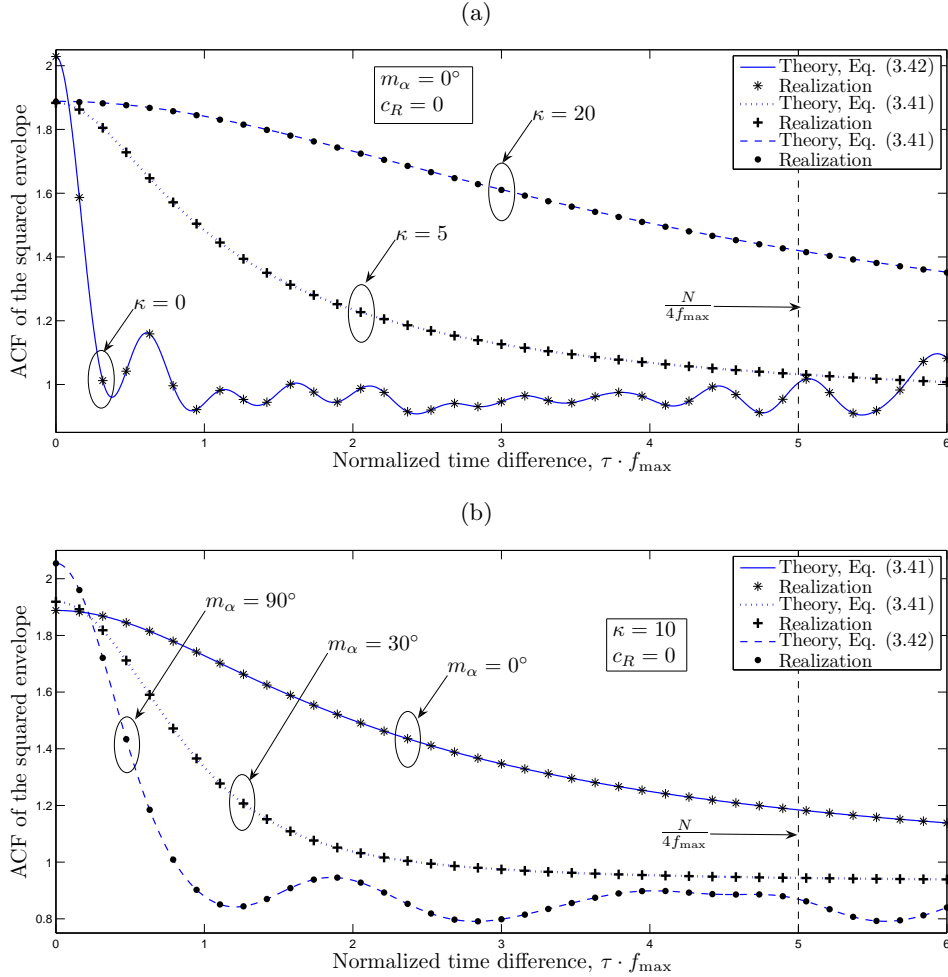 (a)
ACF of the squared envelope
2
1.8
1.6
1.4
1.2
1
0
1
2
3
4
5
6
m_α = 0°
c_R = 0
κ = 20
κ = 5
κ = 0
N/4f_max
Theory, Eq. (3.42)
Realization
Theory, Eq. (3.41)
Realization
Theory, Eq. (3.41)
Realization
Normalized time difference, τ · f_max
(b)
ACF of the squared envelope
2
1.8
1.6
1.4
1.2
1
0.8
0
1
2
3
4
5
6
m_α = 90°
m_α = 30°
m_α = 0°
κ = 10
c_R = 0
N/4f_max
Theory, Eq. (3.41)
Realization
Theory, Eq. (3.41)
Realization
Theory, Eq. (3.42)
Realization
Normalized time difference, τ · f_max